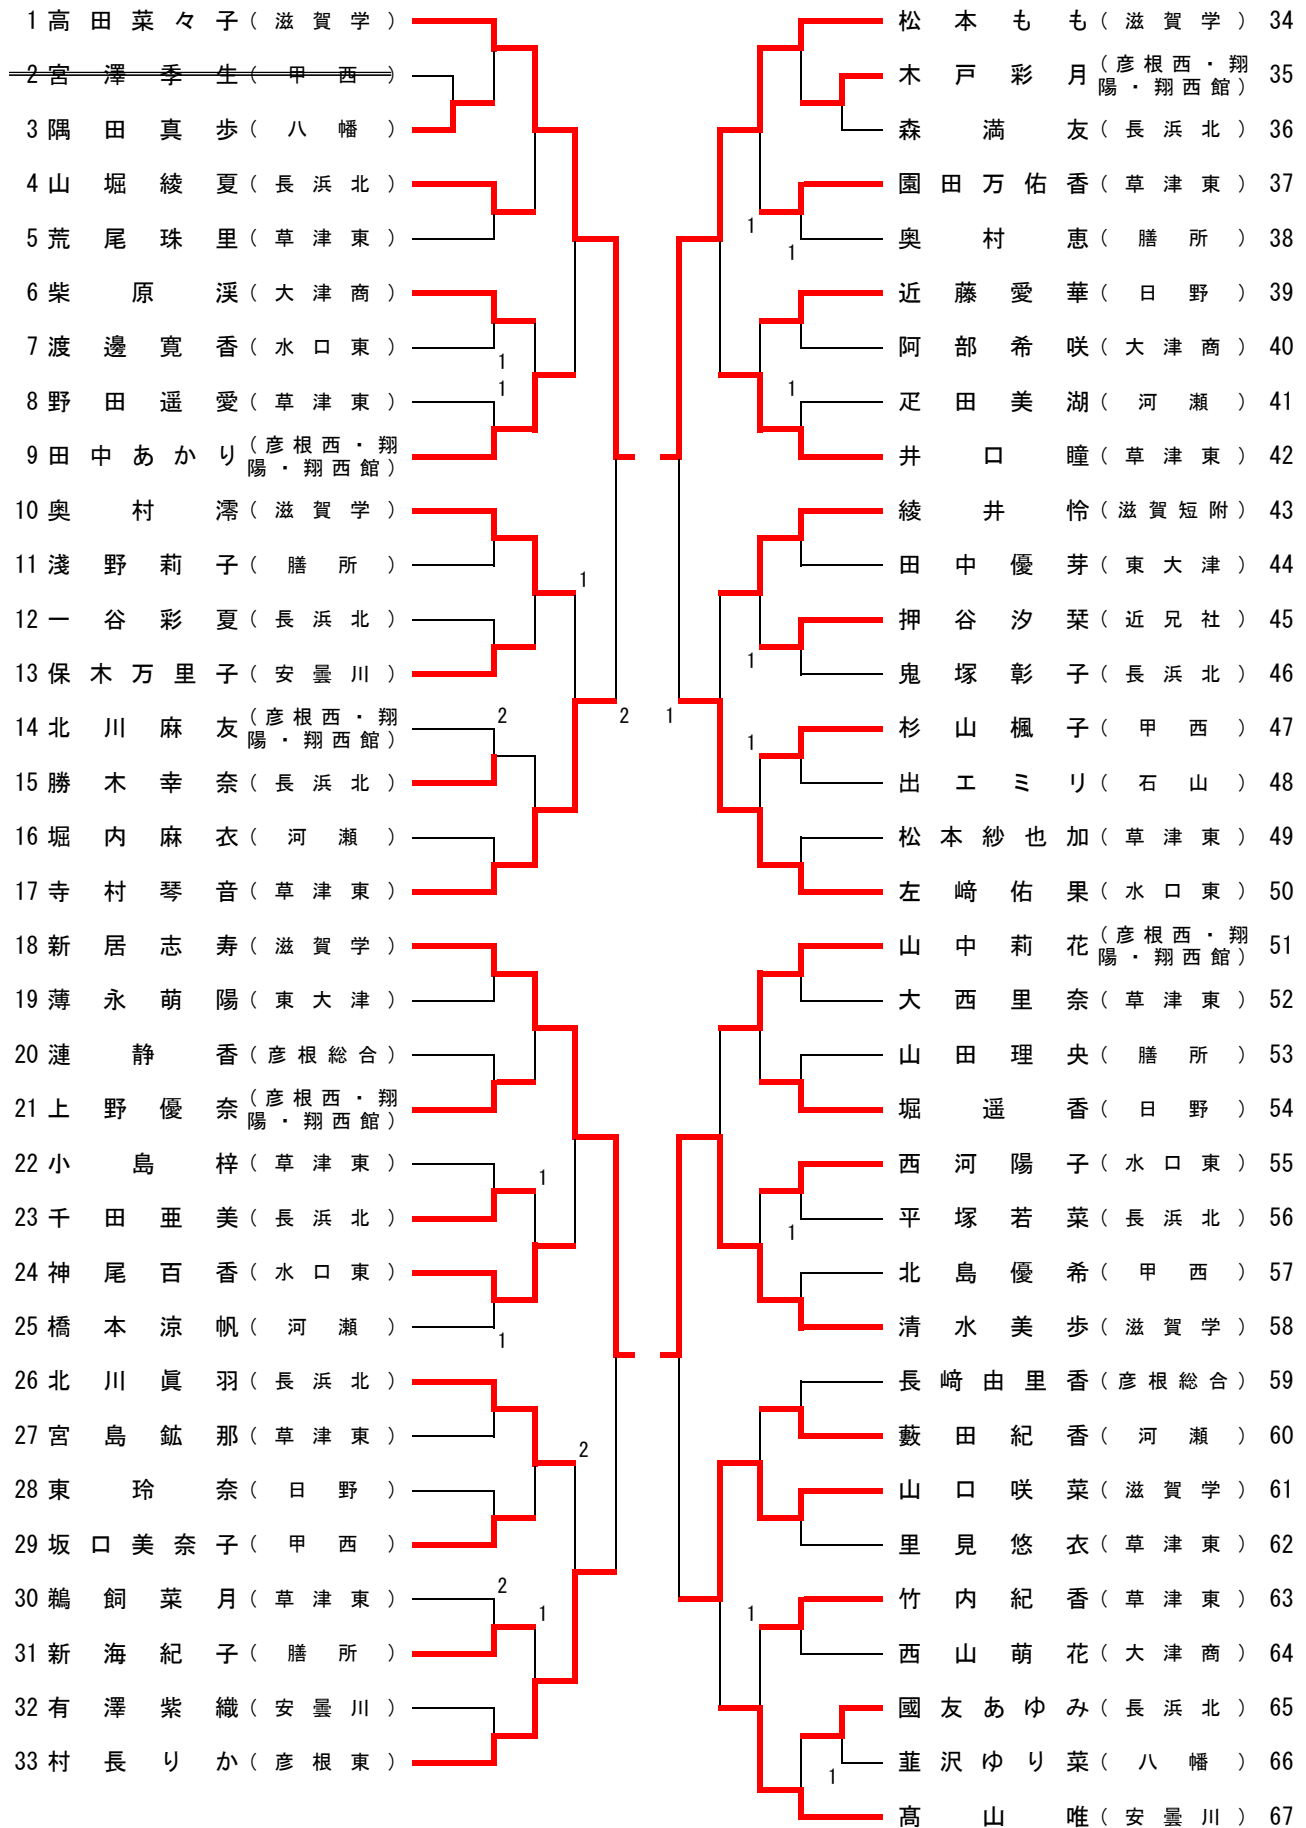 1 高田菜々子(滋賀学)
2 宮澤季生(甲西)
3 隅田真歩(八幡)
4 山堀綾夏(長浜北)
5 荒尾珠里(草津東)
6 柴原渓(大津商)
7 渡邊寛香(水口東)
1
1
8 野田遥愛(草津東)
9 田中あかり(彦根西・翔
陽・翔西館)
10 奥村澪(滋賀学)
11 淺野莉子(膳所)
1
12 一谷彩夏(長浜北)
13 保木万里子(安曇川)
14 北川麻友(彦根西・翔
陽・翔西館)
2
2
15 勝木幸奈(長浜北)
16 堀内麻衣(河瀬)
17 寺村琴音(草津東)
18 新居志寿(滋賀学)
19 薄永萌陽(東大津)
20 漣静香(彦根総合)
21 上野優奈(彦根西・翔
陽・翔西館)
22 小島梓(草津東)
1
23 千田亜美(長浜北)
24 神尾百香(水口東)
25 橋本涼帆(河瀬)
1
26 北川眞羽(長浜北)
27 宮島鉱那(草津東)
2
28 東玲奈(日野)
29 坂口美奈子(甲西)
30 鵜飼菜月(草津東)
2
1
31 新海紀子(膳所)
32 有澤紫織(安曇川)
33 村長りか(彦根東)
松本もも(滋賀学) 34
木戸彩月(彦根西・翔
陽・翔西館) 35
森満友(長浜北) 36
園田万佑香(草津東) 37
1
1
奥村恵(膳所) 38
近藤愛華(日野) 39
阿部希咲(大津商) 40
1
疋田美湖(河瀬) 41
井口瞳(草津東) 42
綾井怜(滋賀短附) 43
田中優芽(東大津) 44
押谷汐栞(近兄社) 45
1
鬼塚彰子(長浜北) 46
1
杉山楓子(甲西) 47
1
出エミリ(石山) 48
松本紗也加(草津東) 49
左﨑佑果(水口東) 50
山中莉花(彦根西・翔
陽・翔西館) 51
大西里奈(草津東) 52
山田理央(膳所) 53
堀遥香(日野) 54
西河陽子(水口東) 55
平塚若菜(長浜北) 56
1
北島優希(甲西) 57
清水美歩(滋賀学) 58
長﨑由里香(彦根総合) 59
藪田紀香(河瀬) 60
山口咲菜(滋賀学) 61
里見悠衣(草津東) 62
竹内紀香(草津東) 63
1
西山萌花(大津商) 64
國友あゆみ(長浜北) 65
韮沢ゆり菜(八幡) 66
1
髙山唯(安曇川) 67